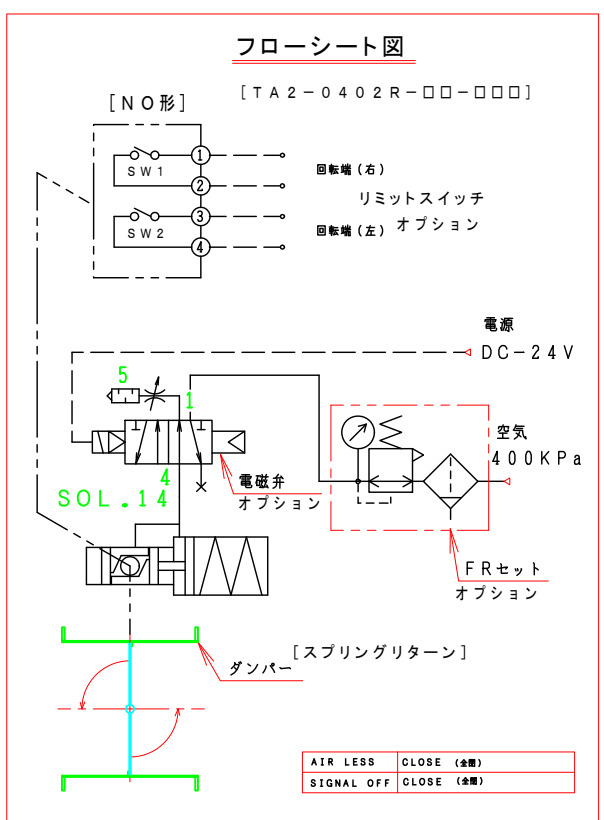 フローシート図
[TA2-0402R-□□-□□□]
[NO形]
SW1
1
2
SW2
3
4
回転端(右)
リミットスイッチ
オプション
回転端(左)
電源
DC-24V
5
1
4
SOL.14
電磁弁
オプション
空気
400KPa
FRセット
オプション
[スプリングリターン]
ダンパー
AIR LESS CLOSE (全閉)
SIGNAL OFF CLOSE (全閉)